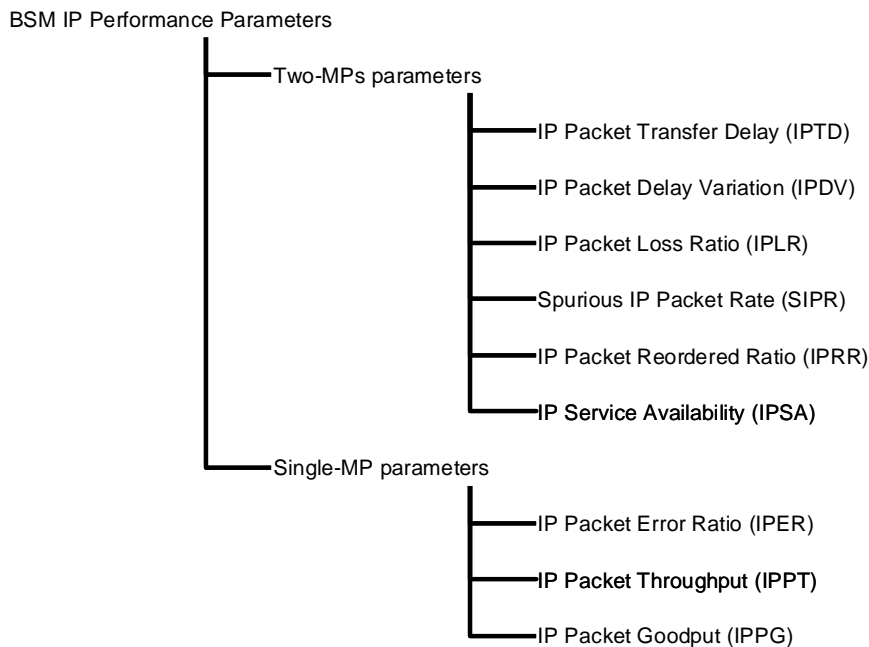 BSM IP Performance Parameters
Two-MPs parameters
IP Packet Transfer Delay (IPTD)
IP Packet Delay Variation (IPDV)
IP Packet Loss Ratio (IPLR)
Spurious IP Packet Rate (SIPR)
IP Packet Reordered Ratio (IPRR)
IP Service Availability (IPSA)
Single-MP parameters
IP Packet Error Ratio (IPER)
IP Packet Throughput (IPPT)
IP Packet Goodput (IPPG)